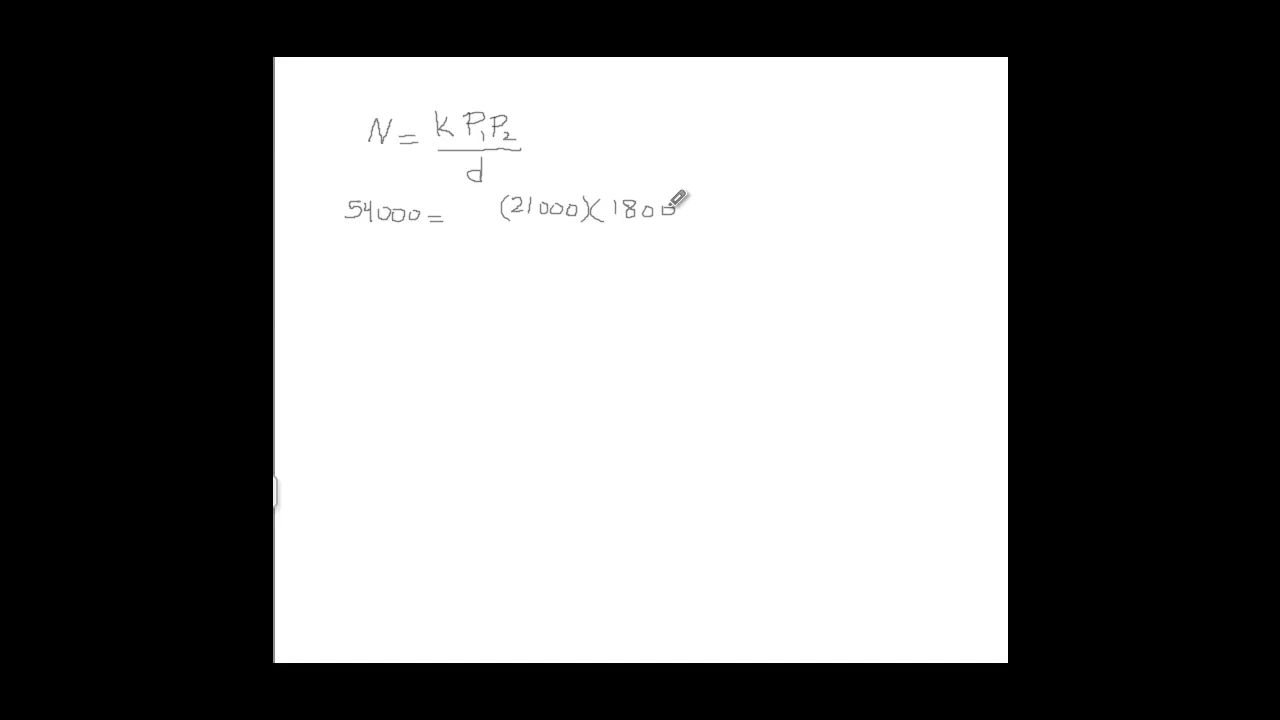 N = K P₁P₂
d
54000 = (21000)(1800